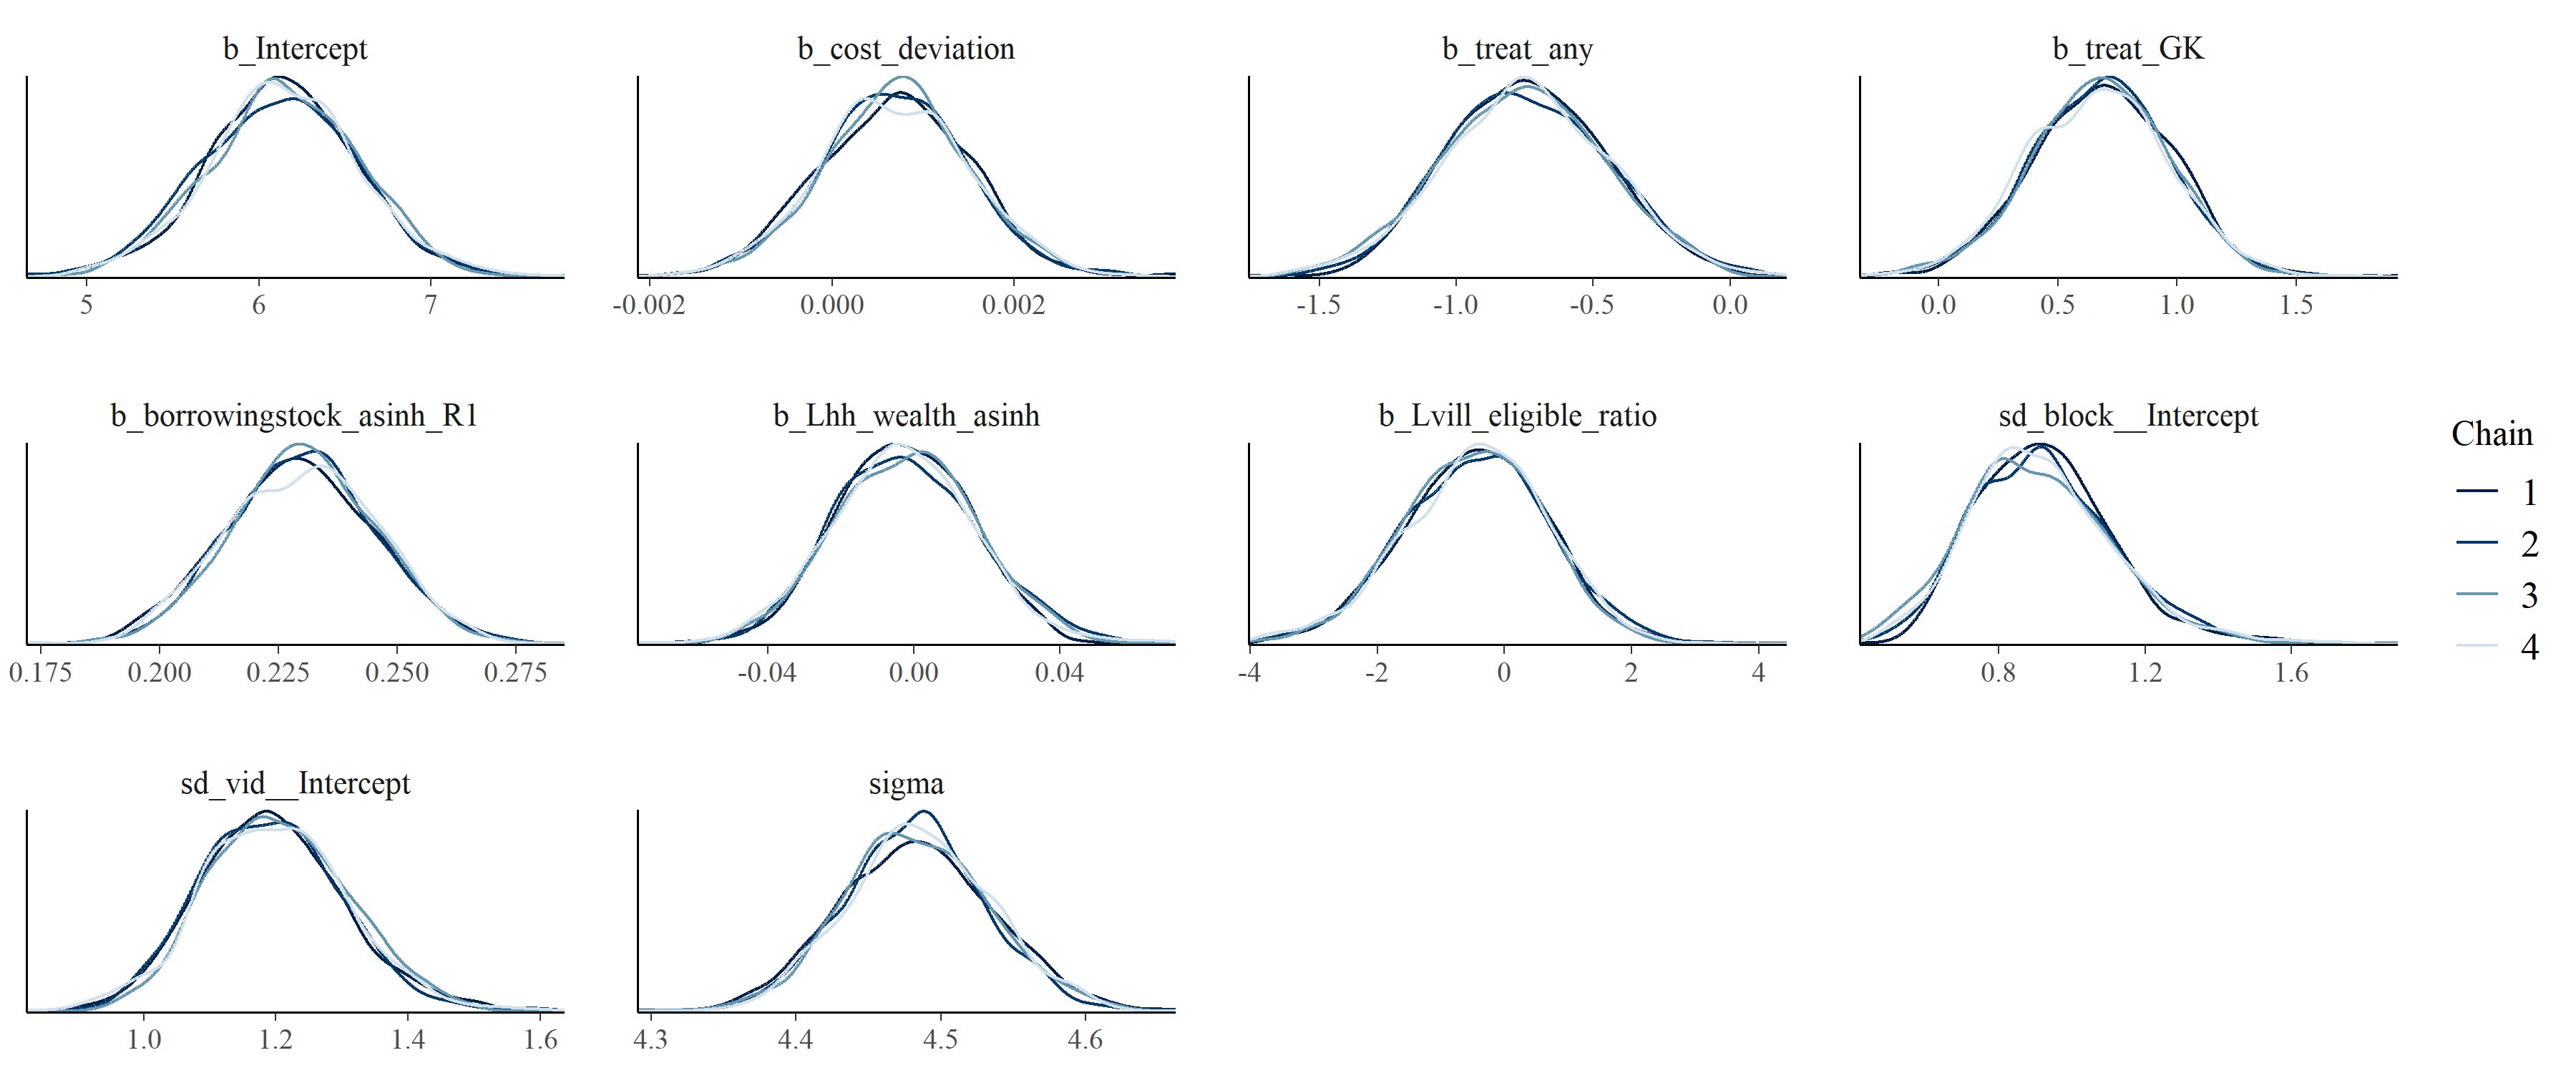 b_Intercept b_cost_deviation b_treat_any b_treat_GK
5 6 7 -0.002 0.000 0.002 -1.5 -1.0 -0.5 0.0 0.0 0.5 1.0 1.5
b_borrowingstock_asinh_R1 b_Lhh_wealth_asinh b_Lvill_eligible_ratio sd_block__Intercept
0.175 0.200 0.225 0.250 0.275 -0.04 0.00 0.04 -4 -2 0 2 4 0.8 1.2 1.6
Chain
1
2
3
4
sd_vid__Intercept sigma
1.0 1.2 1.4 1.6 4.3 4.4 4.5 4.6